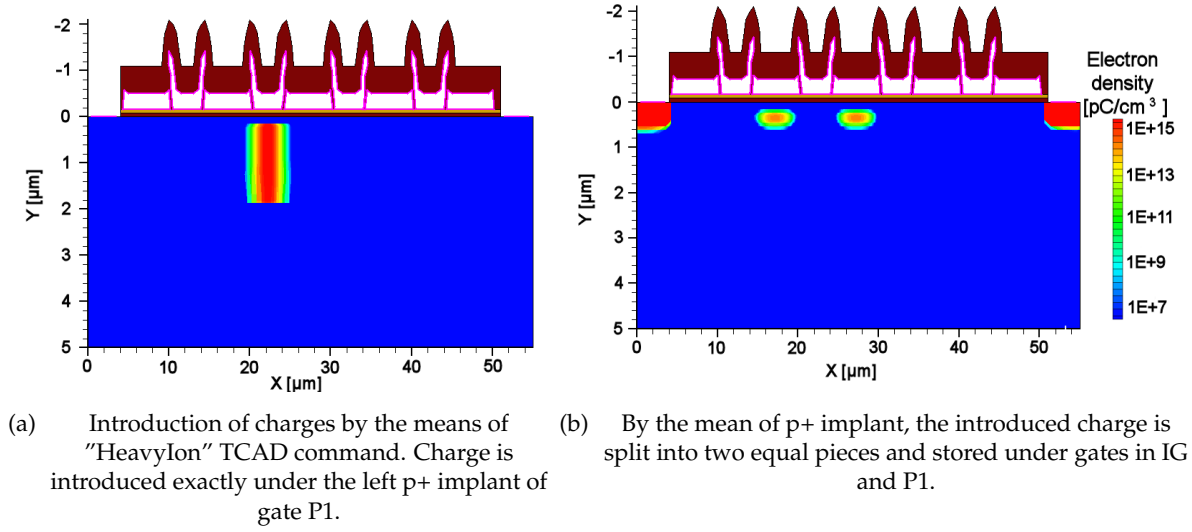 -2
-1
0
1
2
3
4
5
Y [µm]
0 10 20 30 40 50
X [µm]
-2
-1
0
1
2
3
4
5
Y [µm]
0 10 20 30 40 50
X [µm]
Electron
density
[pC/cm ³ ]
1E+15
1E+13
1E+11
1E+9
1E+7
(a) Introduction of charges by the means of
”HeavyIon” TCAD command. Charge is
introduced exactly under the left p+ implant of
gate P1.
(b) By the mean of p+ implant, the introduced charge is
split into two equal pieces and stored under gates in IG
and P1.